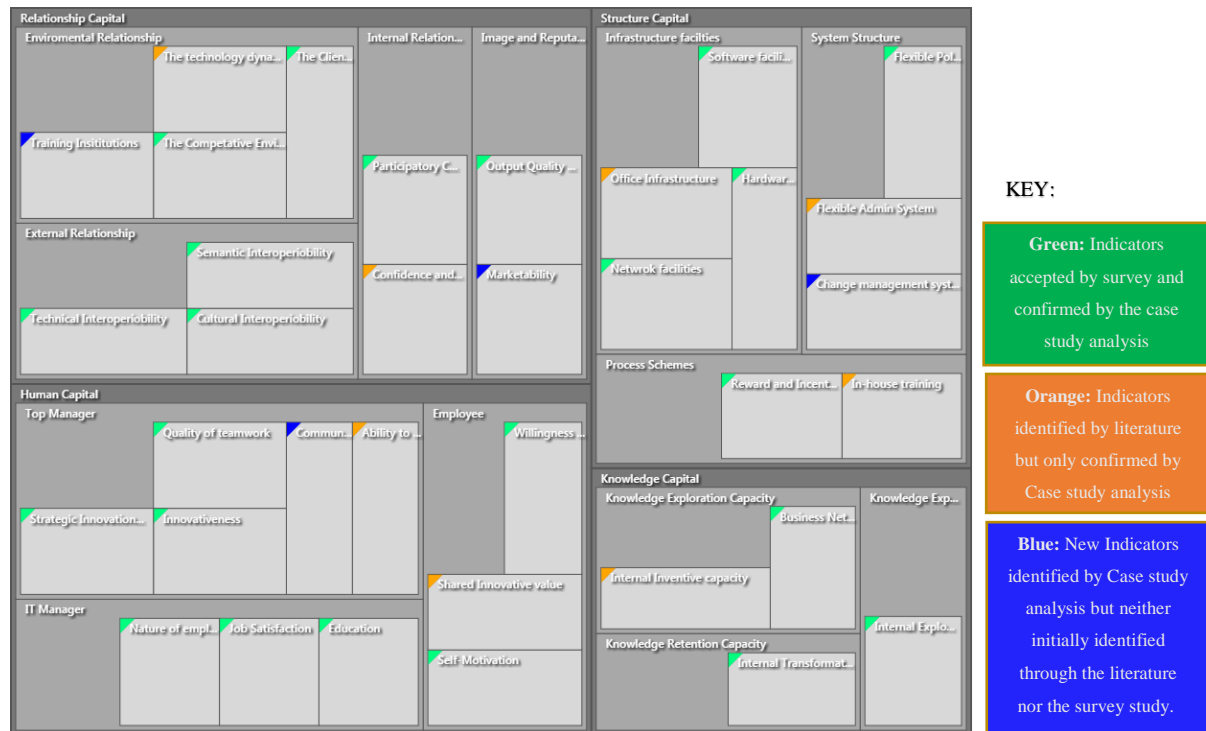 Relationship Capital
Enviromental Relationship
The technology dyna...
The Clien...
Training Insititutions
The Competative Envi...
Internal Relation...
Participatory C...
Confidence and...
Image and Reputa...
Output Quality ...
Marketability
External Relationship
Semantic Interoperiobility
Technical Interoperiobility
Cultural Interoperiobility
Structure Capital
Infrastructure facilties
Software facili...
Office Infrastructure
Hardwar...
Netwrok facilities
System Structure
Flexible Pol...
Flexible Admin System
Change management syst...
Process Schemes
Reward and Incent...
In-house training
Human Capital
Top Manager
Quality of teamwork
Commun...
Ability to ...
Strategic Innovation...
Innovativeness
Employee
Willingness ...
Shared Innovative value
Self-Motivation
IT Manager
Nature of empl...
Job Satisfaction
Education
Knowledge Capital
Knowledge Exploration Capacity
Business Net...
Internal Inventive capacity
Knowledge Exp...
Internal Explo...
Knowledge Retention Capacity
Internal Transformat...
KEY:
Green: Indicators
accepted by survey and
confirmed by the case
study analysis
Orange: Indicators
identified by literature
but only confirmed by
Case study analysis
Blue: New Indicators
identified by Case study
analysis but neither
initially identified
through the literature
nor the survey study.